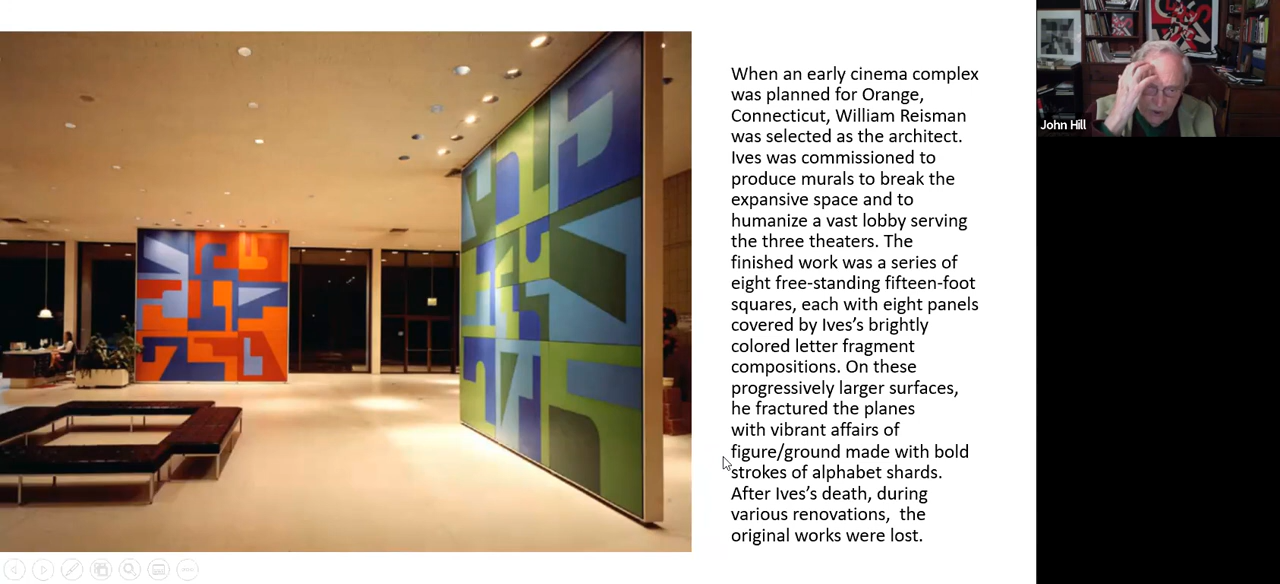 When an early cinema complex
was planned for Orange,
Connecticut, William Reisman
was selected as the architect.
Ives was commissioned to
produce murals to break the
expansive space and to
humanize a vast lobby serving
the three theaters. The
finished work was a series of
eight free-standing fifteen-foot
squares, each with eight panels
covered by Ives’s brightly
colored letter fragment
compositions. On these
progressively larger surfaces,
he fractured the planes
with vibrant affairs of
figure/ground made with bold
strokes of alphabet shards.
After Ives’s death, during
various renovations,  the
original works were lost.
John Hill